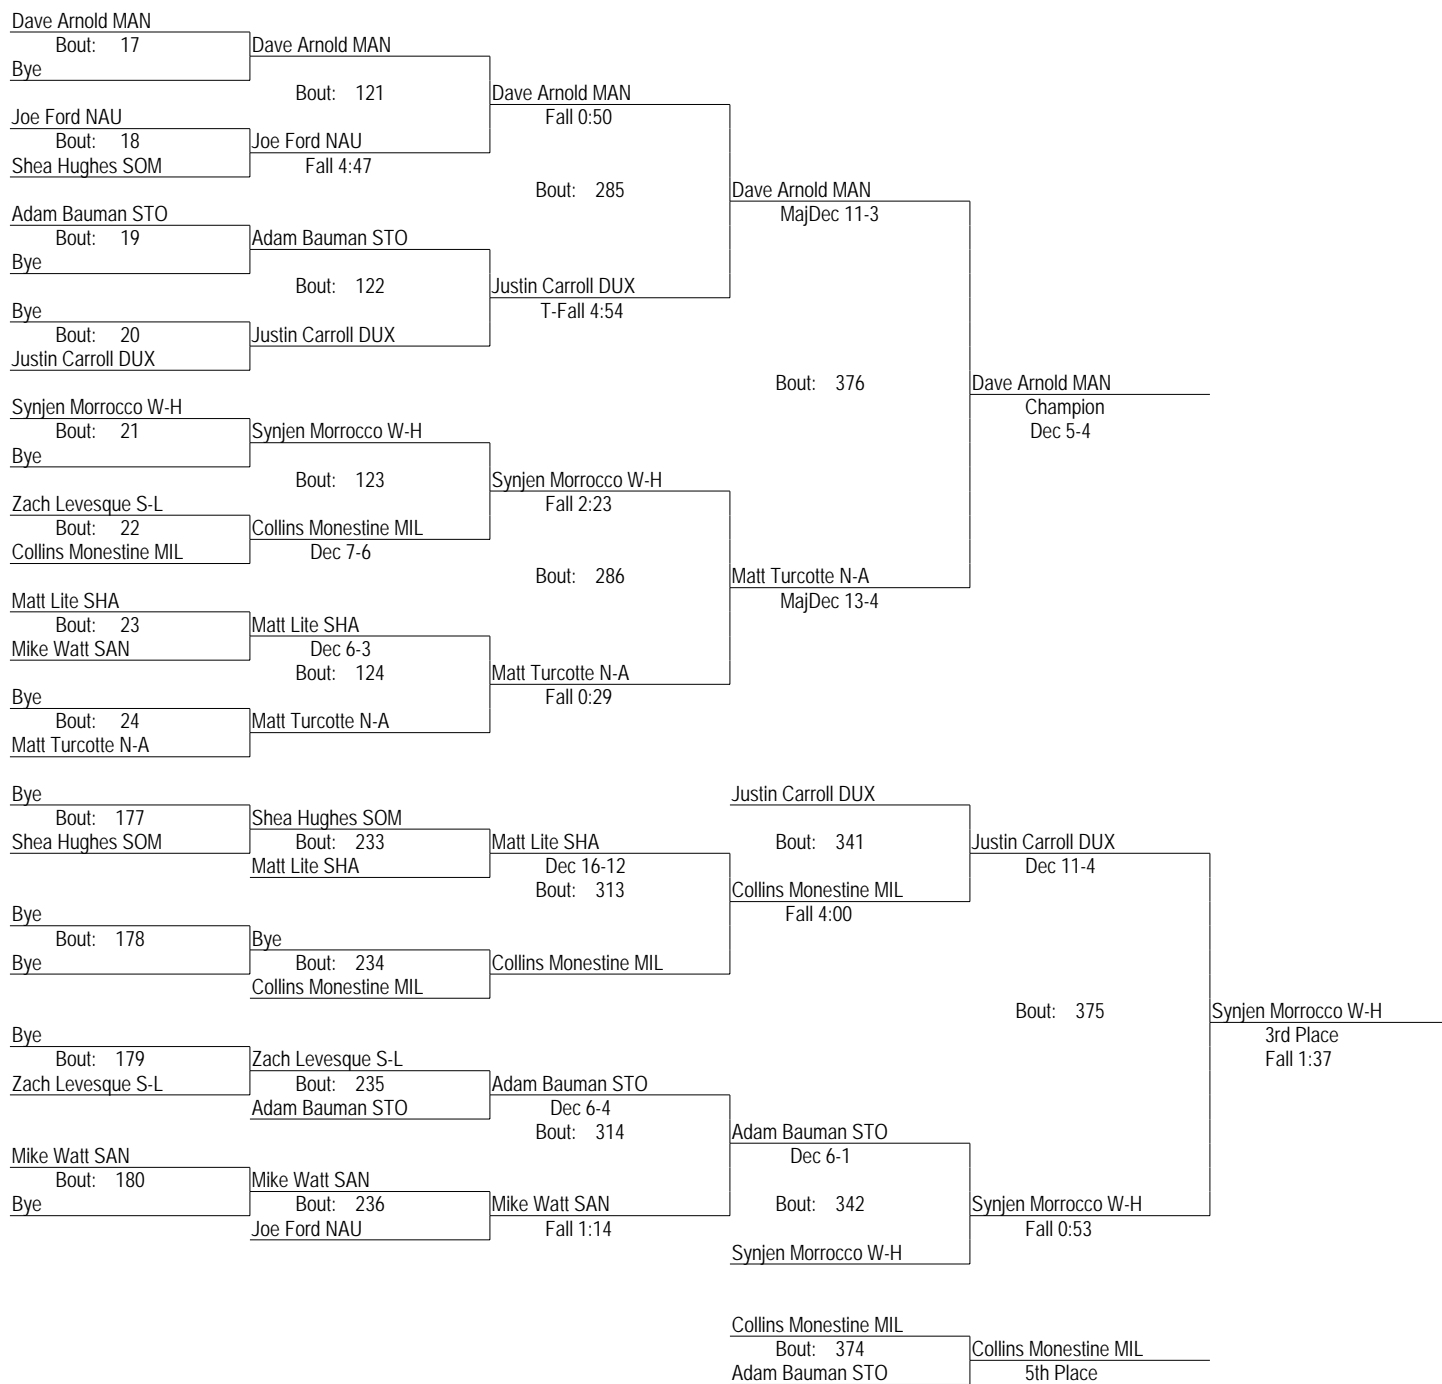 Dave Arnold MAN
Bout: 17 Dave Arnold MAN
Bye
Bout: 121 Dave Arnold MAN
Joe Ford NAU Fall 0:50
Bout: 18 Joe Ford NAU
Shea Hughes SOM Fall 4:47
Bout: 285 Dave Arnold MAN
Adam Bauman STO MajDec 11-3
Bout: 19 Adam Bauman STO
Bye
Bout: 122 Justin Carroll DUX
Bye T-Fall 4:54
Bout: 20 Justin Carroll DUX
Justin Carroll DUX
Bout: 376 Dave Arnold MAN
Synjen Morrocco W-H Champion
Bout: 21 Synjen Morrocco W-H Dec 5-4
Bye
Bout: 123 Synjen Morrocco W-H
Zach Levesque S-L Fall 2:23
Bout: 22 Collins Monestine MIL
Collins Monestine MIL Dec 7-6
Bout: 286 Matt Turcotte N-A
Matt Lite SHA MajDec 13-4
Bout: 23 Matt Lite SHA
Mike Watt SAN Dec 6-3
Bout: 124 Matt Turcotte N-A
Bye Fall 0:29
Bout: 24 Matt Turcotte N-A
Matt Turcotte N-A
Bye Justin Carroll DUX
Bout: 177 Shea Hughes SOM
Shea Hughes SOM Bout: 233 Matt Lite SHA Bout: 341 Justin Carroll DUX
Matt Lite SHA Dec 16-12 Dec 11-4
Bout: 313 Collins Monestine MIL
Bye Fall 4:00
Bout: 178 Bye
Bye Bout: 234 Collins Monestine MIL
Collins Monestine MIL
Bout: 375 Synjen Morrocco W-H
Bye 3rd Place
Bout: 179 Zach Levesque S-L Fall 1:37
Zach Levesque S-L Bout: 235 Adam Bauman STO
Adam Bauman STO Dec 6-4
Bout: 314 Adam Bauman STO
Mike Watt SAN Dec 6-1
Bout: 180 Mike Watt SAN
Bye Bout: 236 Mike Watt SAN Bout: 342 Synjen Morrocco W-H
Joe Ford NAU Fall 1:14 Fall 0:53
Synjen Morrocco W-H
Collins Monestine MIL
Bout: 374 Collins Monestine MIL
Adam Bauman STO 5th Place